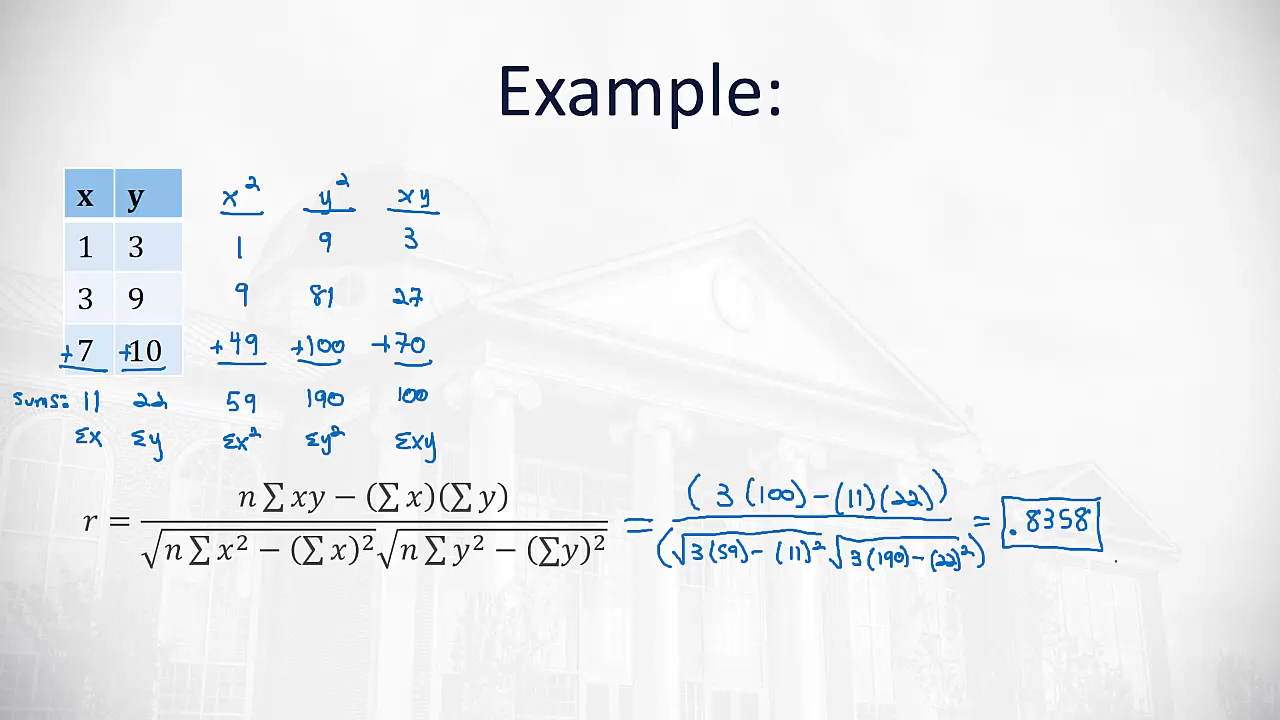 Example:
x y x² y² xy
1 3 1 9 3
3 9 9 81 27
+7 +10 +49 +100 +70
sums: 11 22 59 190 100
Σx Σy Σx² Σy² Σxy
r = n∑xy − (∑x)(∑y) / √(n∑x² − (∑x)²) √(n∑y² − (∑y)²) = (3(100) − (11)(22)) / (√(3(59) − (11)²) √(3(190) − (22)²)) = .8358